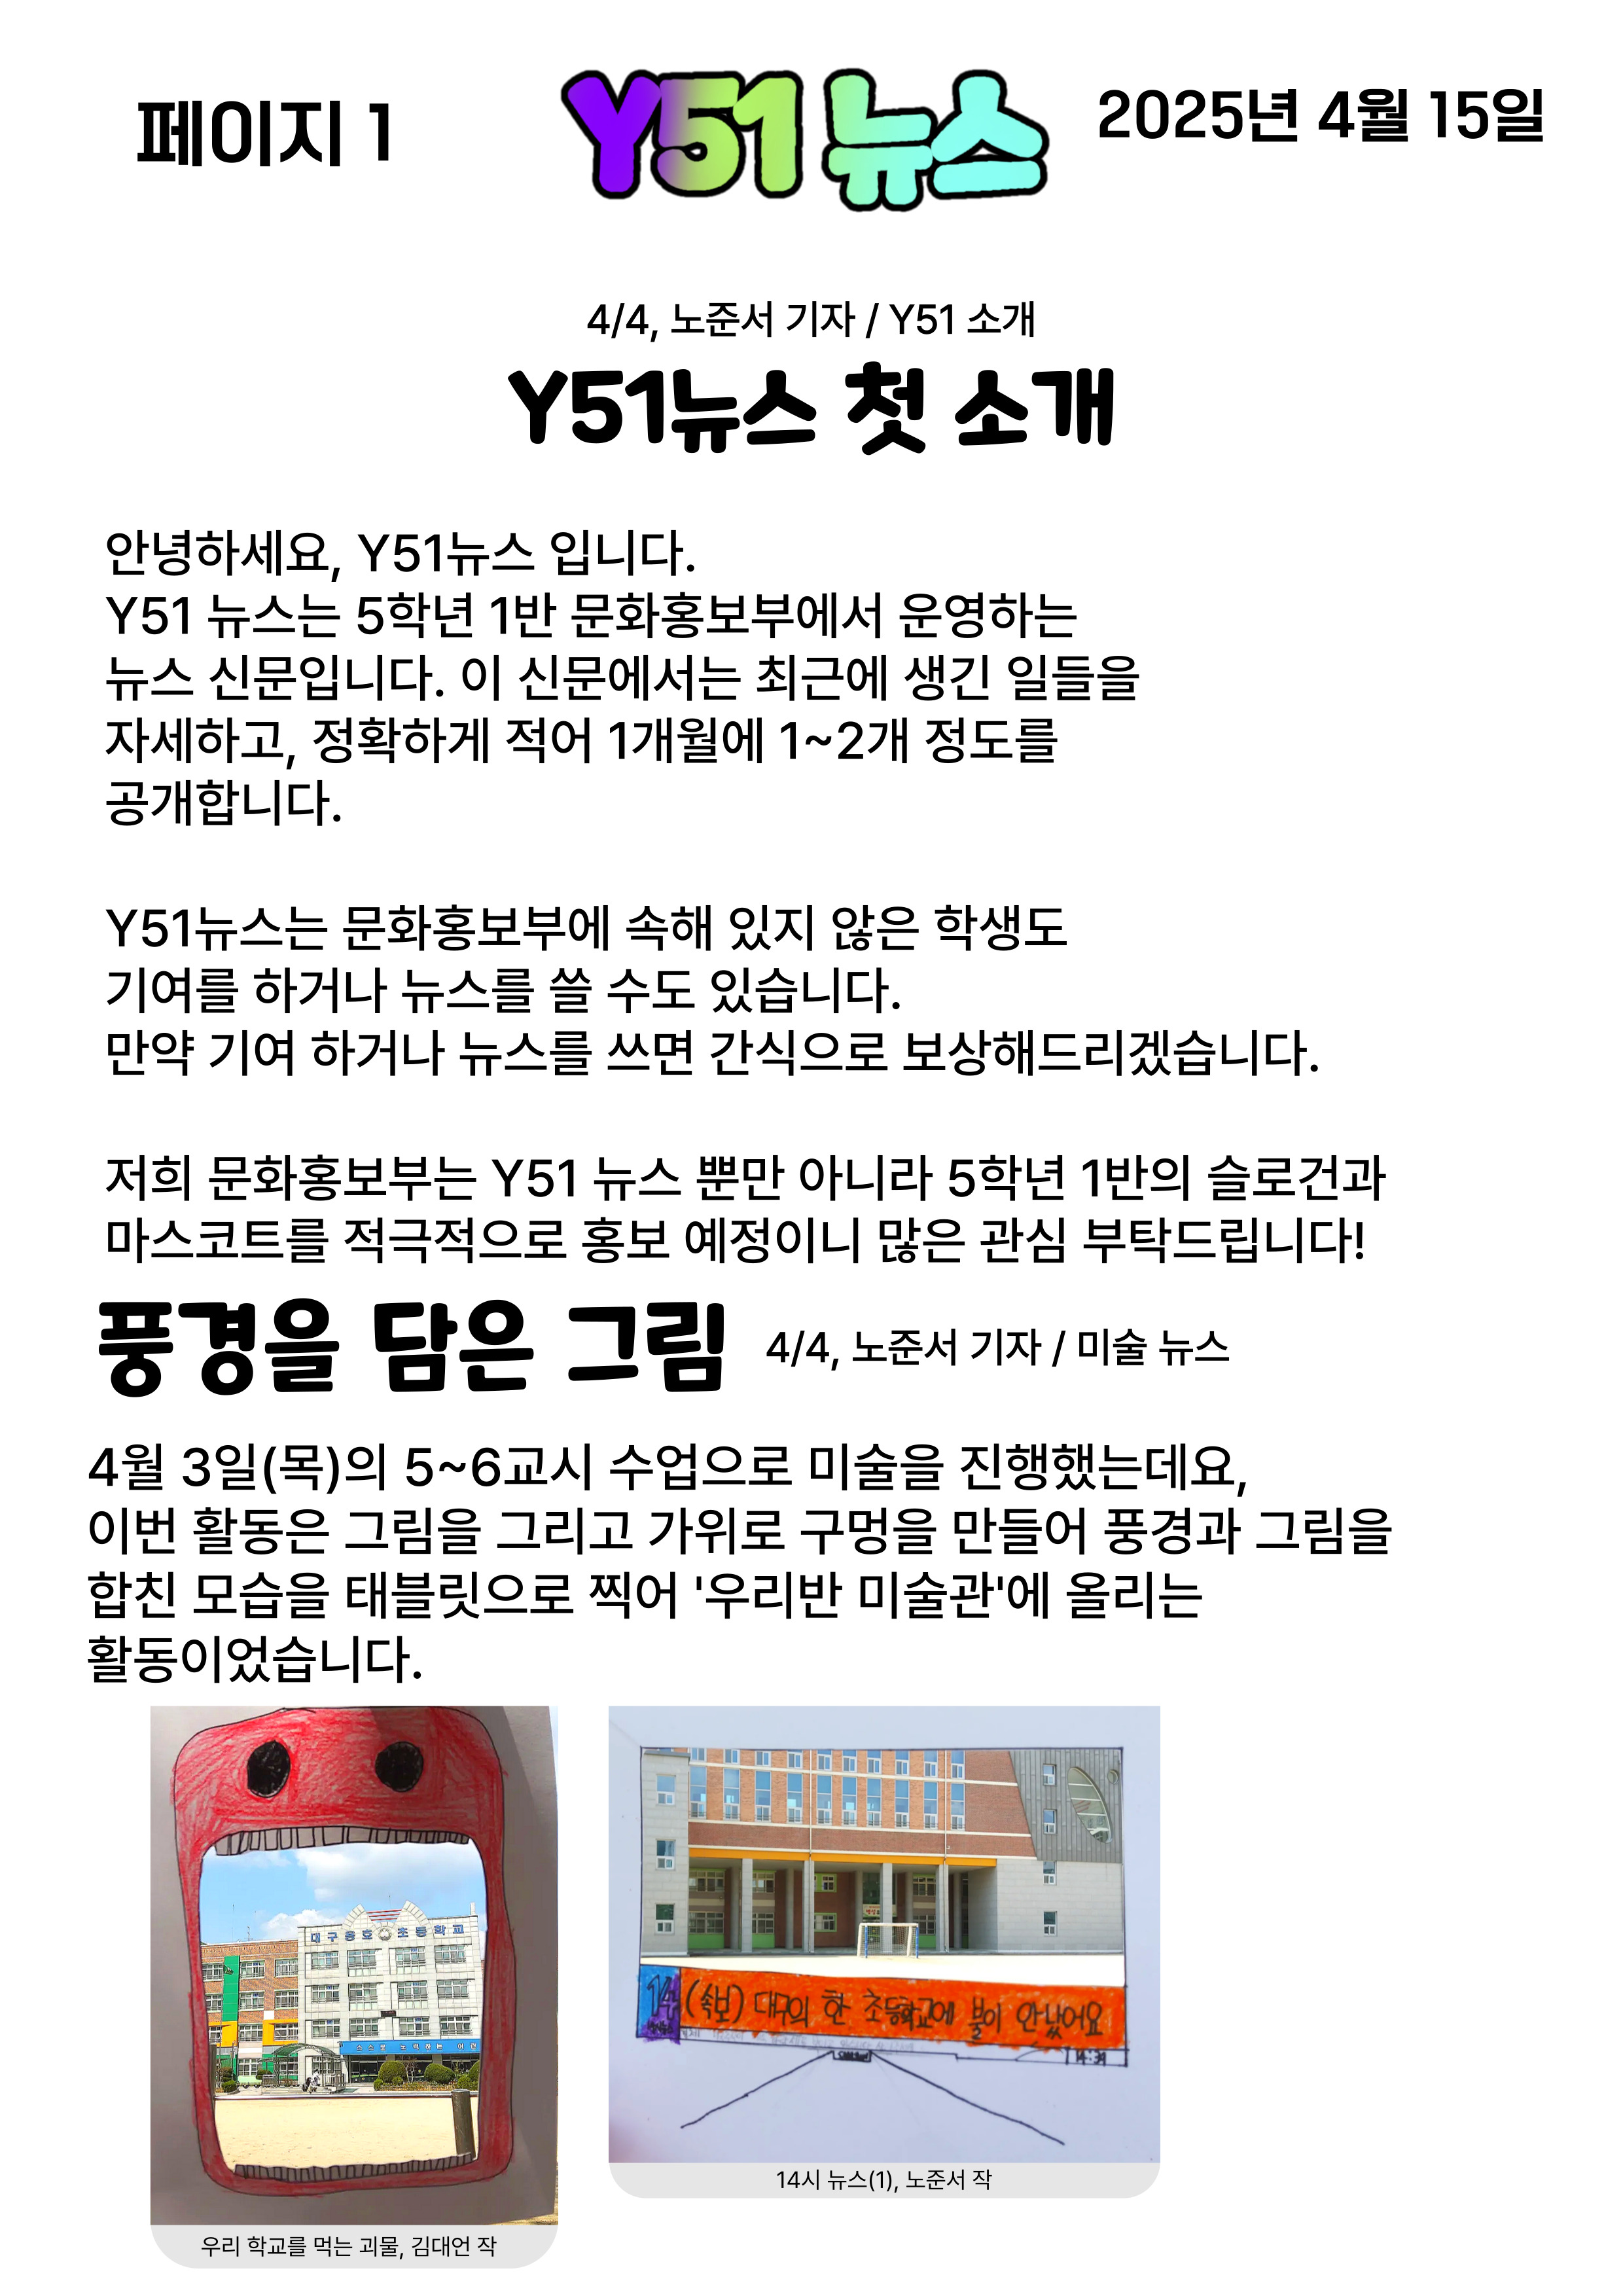 페이지 1
Y51 뉴스
2025년 4월 15일
4/4, 노준서 기자 / Y51 소개
Y51뉴스 첫 소개
안녕하세요, Y51뉴스 입니다.
Y51 뉴스는 5학년 1반 문화홍보부에서 운영하는
뉴스 신문입니다. 이 신문에서는 최근에 생긴 일들을
자세하고, 정확하게 적어 1개월에 1~2개 정도를
공개합니다.
Y51뉴스는 문화홍보부에 속해 있지 않은 학생도
기여를 하거나 뉴스를 쓸 수도 있습니다.
만약 기여 하거나 뉴스를 쓰면 간식으로 보상해드리겠습니다.
저희 문화홍보부는 Y51 뉴스 뿐만 아니라 5학년 1반의 슬로건과
마스코트를 적극적으로 홍보 예정이니 많은 관심 부탁드립니다!
풍경을 담은 그림
4/4, 노준서 기자 / 미술 뉴스
4월 3일(목)의 5~6교시 수업으로 미술을 진행했는데요,
이번 활동은 그림을 그리고 가위로 구멍을 만들어 풍경과 그림을
합친 모습을 태블릿으로 찍어 '우리반 미술관'에 올리는
활동이었습니다.
대구용호초등학교
스스로 노력하는 어린
우리 학교를 먹는 괴물, 김대언 작
14
(속보) 대구의 한 초등학교에 불이 안났어요
14:39
14시 뉴스(1), 노준서 작